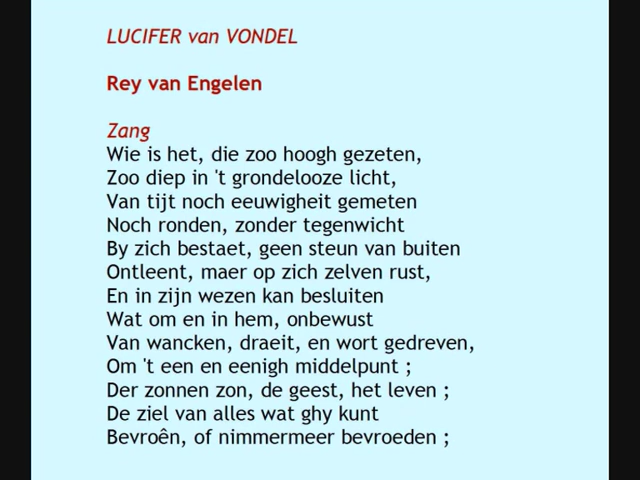 LUCIFER van VONDEL
Rey van Engelen
Zang
Wie is het, die zoo hoogh gezeten,
Zoo diep in 't grondelooze licht,
Van tijt noch eeuwigheit gemeten
Noch ronden, zonder tegenwicht
By zich bestaet, geen steun van buiten
Ontleent, maer op zich zelven rust,
En in zijn wezen kan besluiten
Wat om en in hem, onbewust
Van wancken, draeit, en wort gedreven,
Om 't een en eenigh middelpunt ;
Der zonnen zon, de geest, het leven ;
De ziel van alles wat ghy kunt
Bevroên, of nimmermeer bevroeden ;